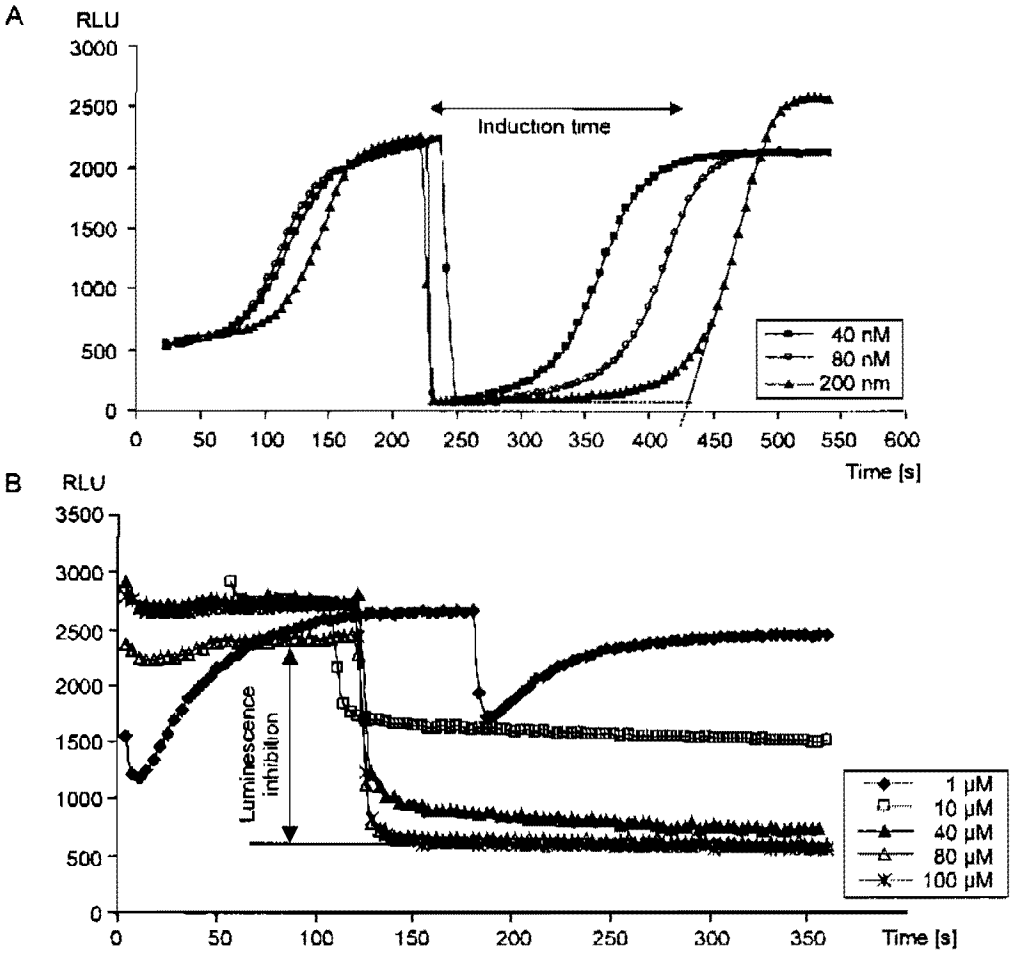 A
RLU
3000
2500
2000
1500
1000
500
0
Induction time
40 nM
80 nM
200 nm
0 50 100 150 200 250 300 350 400 450 500 550 600
Time [s]
B
RLU
3500
3000
2500
2000
1500
1000
500
0
Luminescence
inhibition
1 µM
10 µM
40 µM
80 µM
100 µM
0 50 100 150 200 250 300 350 Time [s]